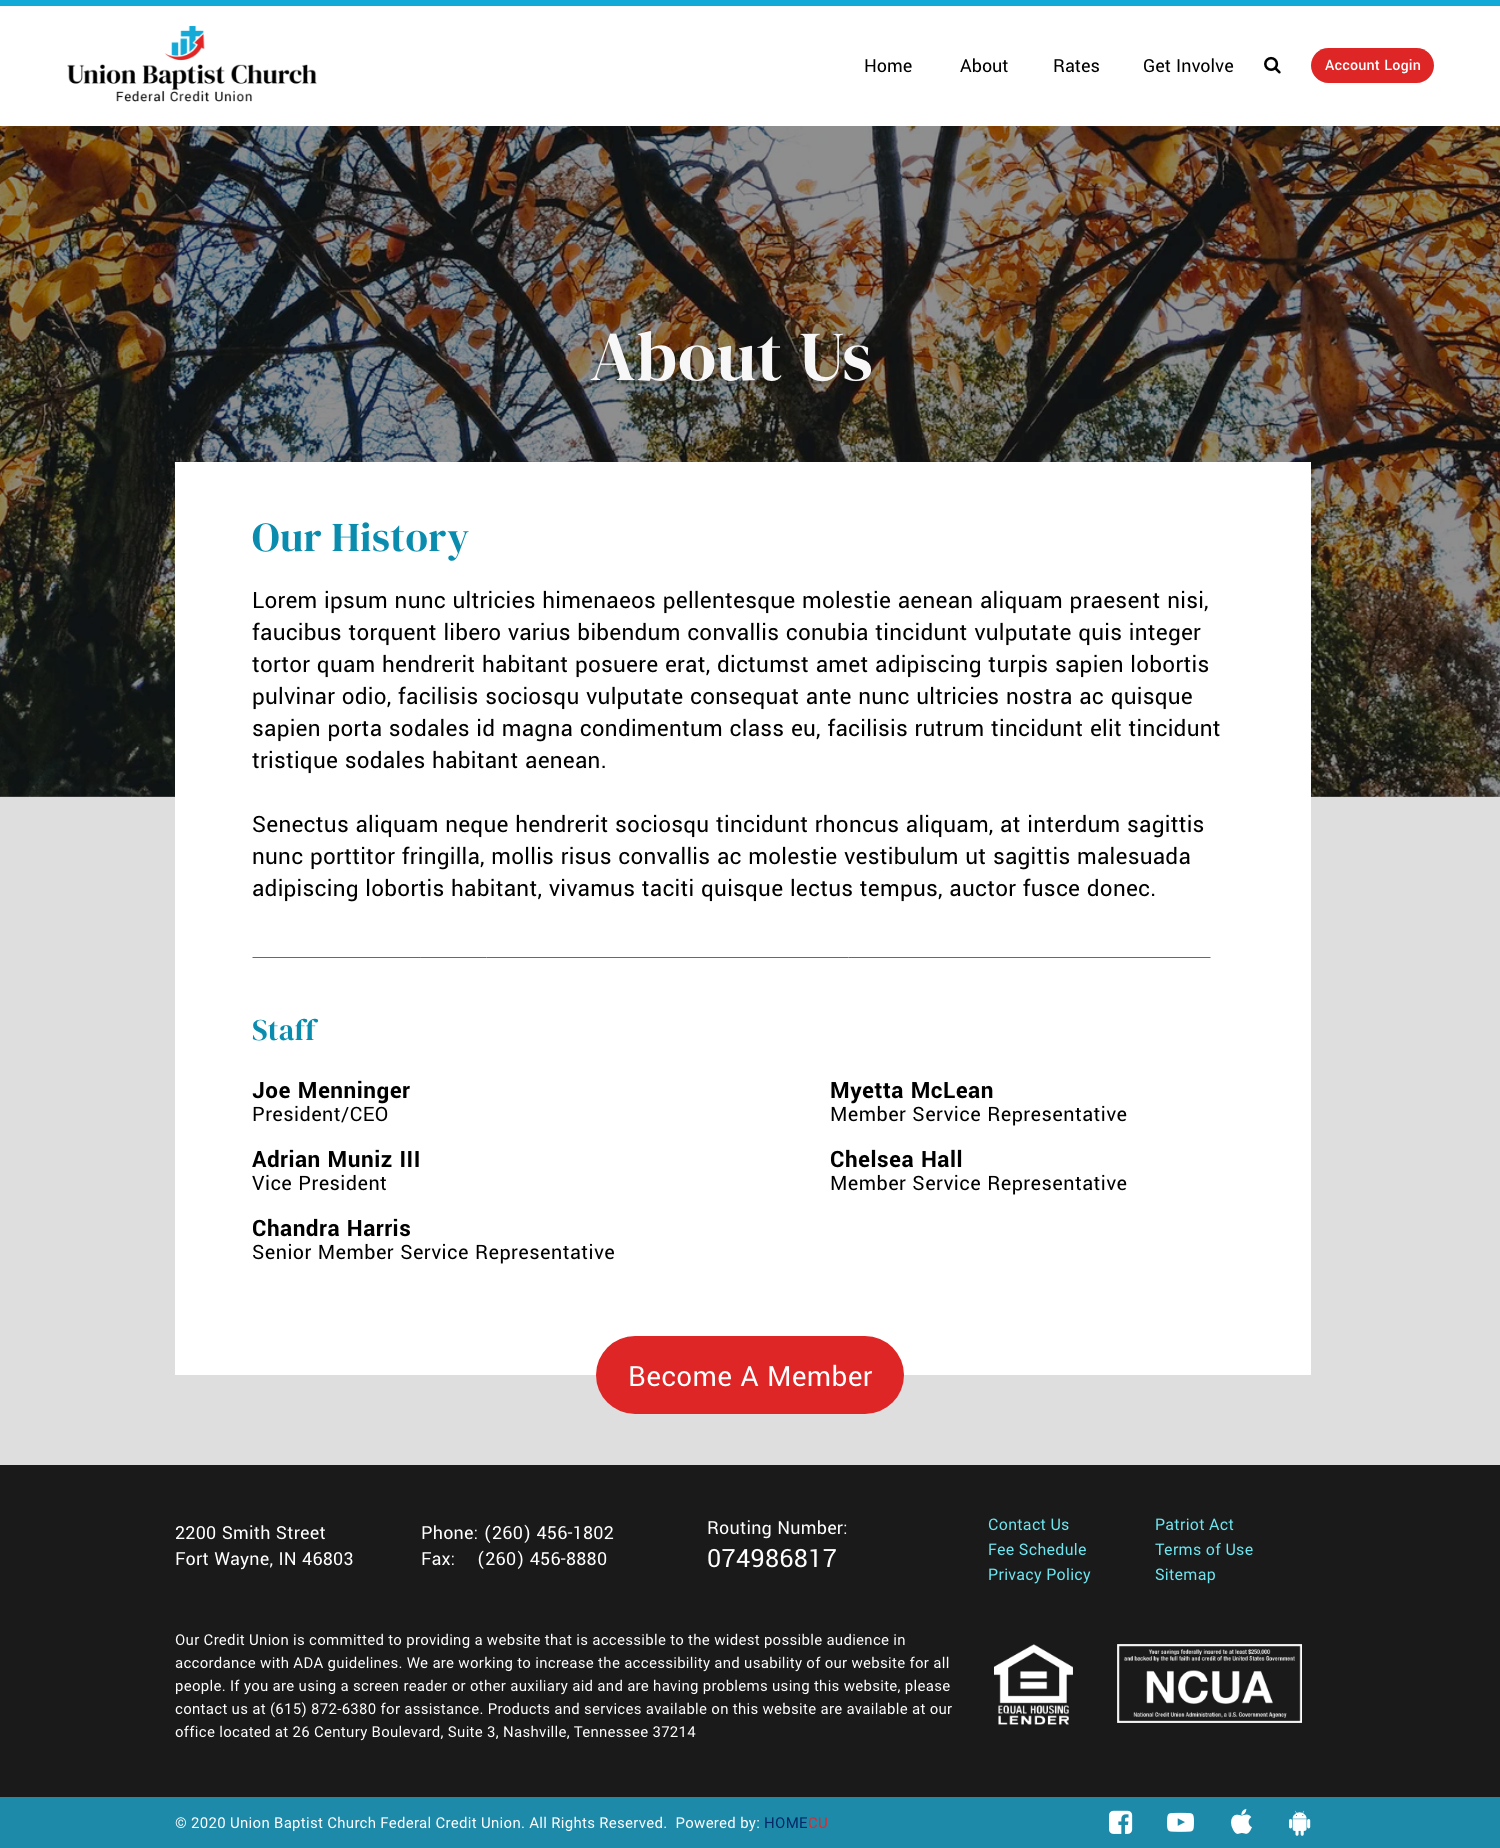 Union Baptist Church
Federal Credit Union
Home
About
Rates
Get Involve
Account Login
About Us
Our History
Lorem ipsum nunc ultricies himenaeos pellentesque molestie aenean aliquam praesent nisi,
faucibus torquent libero varius bibendum convallis conubia tincidunt vulputate quis integer
tortor quam hendrerit habitant posuere erat, dictumst amet adipiscing turpis sapien lobortis
pulvinar odio, facilisis sociosqu vulputate consequat ante nunc ultricies nostra ac quisque
sapien porta sodales id magna condimentum class eu, facilisis rutrum tincidunt elit tincidunt
tristique sodales habitant aenean.
Senectus aliquam neque hendrerit sociosqu tincidunt rhoncus aliquam, at interdum sagittis
nunc porttitor fringilla, mollis risus convallis ac molestie vestibulum ut sagittis malesuada
adipiscing lobortis habitant, vivamus taciti quisque lectus tempus, auctor fusce donec.
Staff
Joe Menninger
President/CEO
Adrian Muniz III
Vice President
Chandra Harris
Senior Member Service Representative
Myetta McLean
Member Service Representative
Chelsea Hall
Member Service Representative
Become A Member
2200 Smith Street
Fort Wayne, IN 46803
Phone: (260) 456-1802
Fax: (260) 456-8880
Routing Number:
074986817
Contact Us
Fee Schedule
Privacy Policy
Patriot Act
Terms of Use
Sitemap
Our Credit Union is committed to providing a website that is accessible to the widest possible audience in
accordance with ADA guidelines. We are working to increase the accessibility and usability of our website for all
people. If you are using a screen reader or other auxiliary aid and are having problems using this website, please
contact us at (615) 872-6380 for assistance. Products and services available on this website are available at our
office located at 26 Century Boulevard, Suite 3, Nashville, Tennessee 37214
EQUAL HOUSING
LENDER
Your savings federally insured to at least $250,000
and backed by the full faith and credit of the United States Government
NCUA
National Credit Union Administration, a U.S. Government Agency
© 2020 Union Baptist Church Federal Credit Union. All Rights Reserved. Powered by: HOMECU